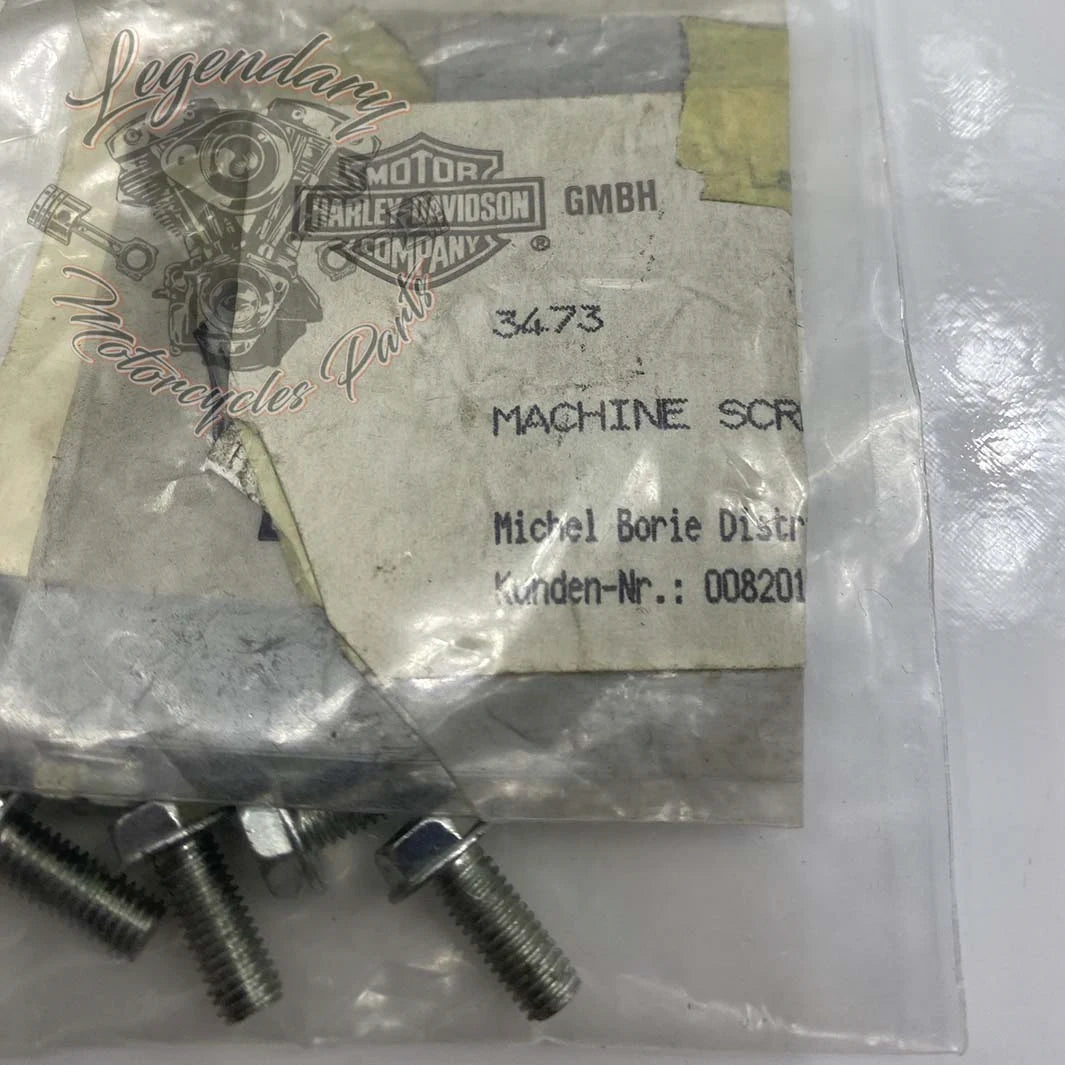 Legendary
Motorcycles Parts
MOTOR
HARLEY-DAVIDSON
COMPANY
®
GMBH
3473
MACHINE SCR
Michel Borie Distr
Kunden-Nr.: 008201